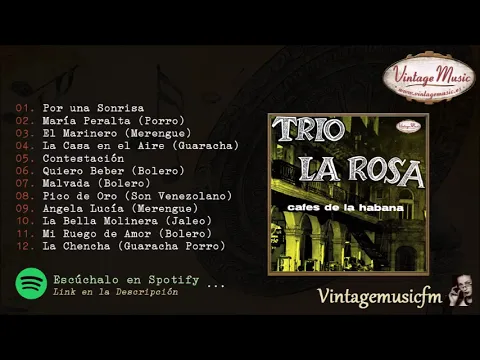 Vintage Music
www.vintagemusic.es
01. Por una Sonrisa
02. María Peralta (Porro)
03. El Marinero (Merengue)
04. La Casa en el Aire (Guaracha)
05. Contestación
06. Quiero Beber (Bolero)
07. Malvada (Bolero)
08. Pico de Oro (Son Venezolano)
09. Angela Lucía (Merengue)
10. La Bella Molinera (Jaleo)
11. Mi Ruego de Amor (Bolero)
12. La Chencha (Guaracha Porro)
TRIO
LA ROSA
cafes de la habana
Escúchalo en Spotify ...
Link en la Descripción
Vintagemusicfm